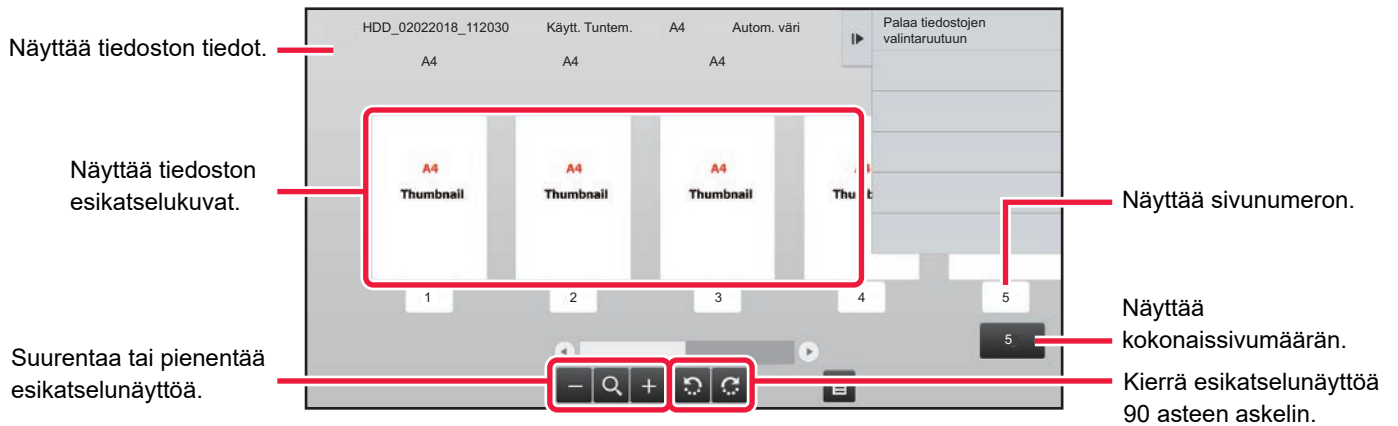 Näyttää tiedoston tiedot.
HDD_02022018_112030 Käytt. Tuntem. A4 Autom. väri
Palaa tiedostojen
valintaruutuun
A4 A4 A4
Näyttää tiedoston
esikatselukuvat.
A4 A4 A4
Thumbnail Thumbnail Thumbnail
Näyttää sivunumeron.
1 2 3 4 5
Näyttää
kokonaissivumäärän.
5
Suurentaa tai pienentää
esikatselunäyttöä.
Kierrä esikatselunäyttöä
90 asteen askelin.